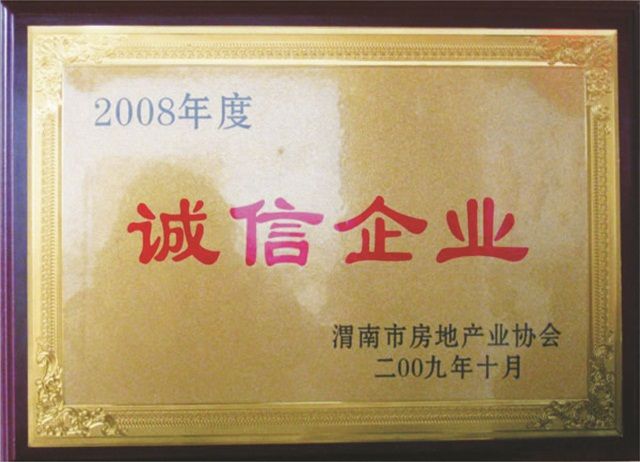 2008年度
诚信企业
渭南市房地产业协会
二00九年十月